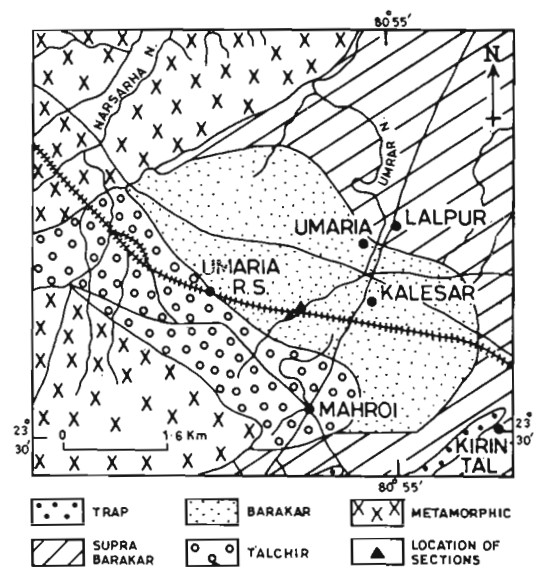 80° 55'
N
NARSARHA N.
UMRAR N.
LALPUR
UMARIA
UMARIA
R.S.
KALESAR
MAHROI
23°
30'
0 1·6 Km
23°
30'
KIRIN
TAL
80° 55'
TRAP
BARAKAR
METAMORPHIC
SUPRA
BARAKAR
TALCHIR
LOCATION OF
SECTIONS